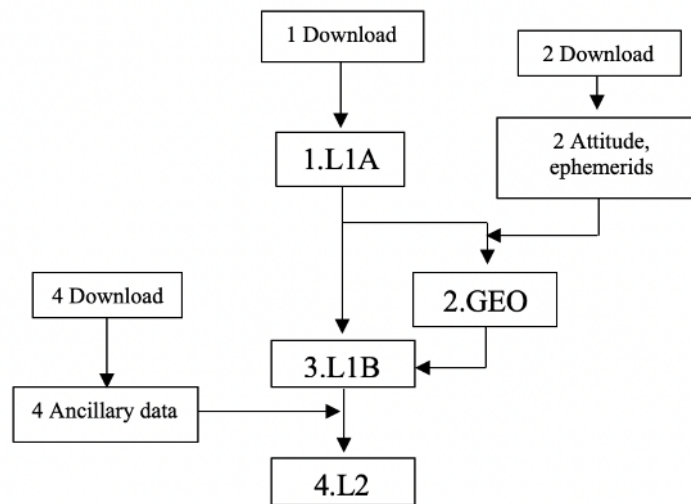 1 Download
2 Download
1.L1A
2 Attitude,
ephemerids
4 Download
2.GEO
3.L1B
4 Ancillary data
4.L2